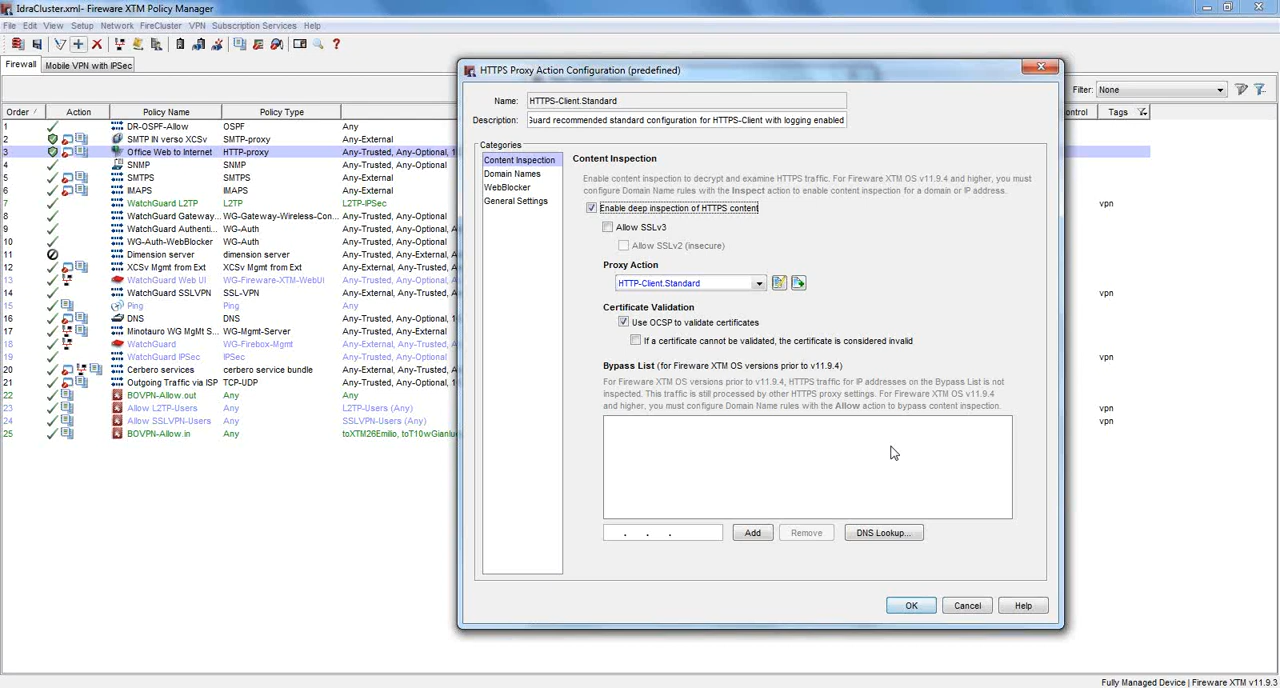 IdraCluster.xml- Fireware XTM Policy Manager
File Edit View Setup Network FireCluster VPN Subscription Services Help
Firewall Mobile VPN with IPSec
Filter: None
Order Action Policy Name Policy Type Tags
1 DR-OSPF-Allow OSPF Any
2 SMTP IN verso XCSv SMTP-proxy Any-External
3 Office Web to Internet HTTP-proxy Any-Trusted, Any-Optional, 1
4 SNMP SNMP Any-Trusted, Any-Optional
5 SMTPS SMTPS Any-Trusted, Any-Optional
6 IMAPS IMAPS Any-Trusted, Any-Optional
7 WatchGuard L2TP L2TP-IPSec Any-External vpn
8 WatchGuard Gateway... WG-Gateway-Wireless-Con... Any-Trusted, Any-Optional
9 WatchGuard Authenti... WG-Auth Any-Trusted, Any-Optional
10 WG-Auth-WebBlocker WG-Auth Any-Trusted, Any-Optional
11 Dimension server Dimension server Any-External, Any-Trusted
12 XCSv Mgmt from Ext XCSv Mgmt from Ext Any-External, Any-Trusted
13 WatchGuard Web UI WG-Fireware-XTM-WebUI Any-Trusted, Any-Optional
14 WatchGuard SSLVPN SSL-VPN Any-External, Any-Trusted vpn
15 Ping Ping Any-Trusted, Any-Optional
16 DNS DNS Any-Trusted, Any-Optional
17 Minotauro WG MgMt S... WG-Mgmt-Server Any-Trusted, Any-External
18 WatchGuard WG-Firebox-Mgmt Any-Trusted, Any-Optional
19 WatchGuard IPSec IPSec Any-Trusted, Any-Optional vpn
20 Cerbero services cerbero service bundle Any-External, Any-Trusted
21 Outgoing Traffic via ISP TCP-UDP Any-Trusted, Any-Optional
22 BOVPN-Allow.out Any Any
23 Allow L2TP-Users Any L2TP-Users (Any) vpn
24 Allow SSLVPN-Users Any SSLVPN-Users (Any) vpn
25 BOVPN-Allow.in Any toXTM26Emilio, toT10wGianlu
HTTPS Proxy Action Configuration (predefined)
Name: HTTPS-Client.Standard
Description: Guard recommended standard configuration for HTTPS-Client with logging enabled
Categories
Content Inspection
Domain Names
WebBlocker
General Settings
Content Inspection
Enable content inspection to decrypt and examine HTTPS traffic. For Fireware XTM OS v11.9.4 and higher, you must
configure Domain Name rules with the Inspect action to enable content inspection for a domain or IP address.
Enable deep inspection of HTTPS content
Allow SSLv3
Allow SSLv2 (insecure)
Proxy Action
HTTP-Client.Standard
Certificate Validation
Use OCSP to validate certificates
If a certificate cannot be validated, the certificate is considered invalid
Bypass List (for Fireware XTM OS versions prior to v11.9.4)
For Fireware XTM OS versions prior to v11.9.4, HTTPS traffic for IP addresses on the Bypass List is not
inspected. This traffic is still processed by other HTTPS proxy settings. For Fireware XTM OS v11.9.4
and higher, you must configure Domain Name rules with the Allow action to bypass content inspection.
. . .
Add Remove DNS Lookup...
OK Cancel Help
Fully Managed Device | Fireware XTM v11.9.3